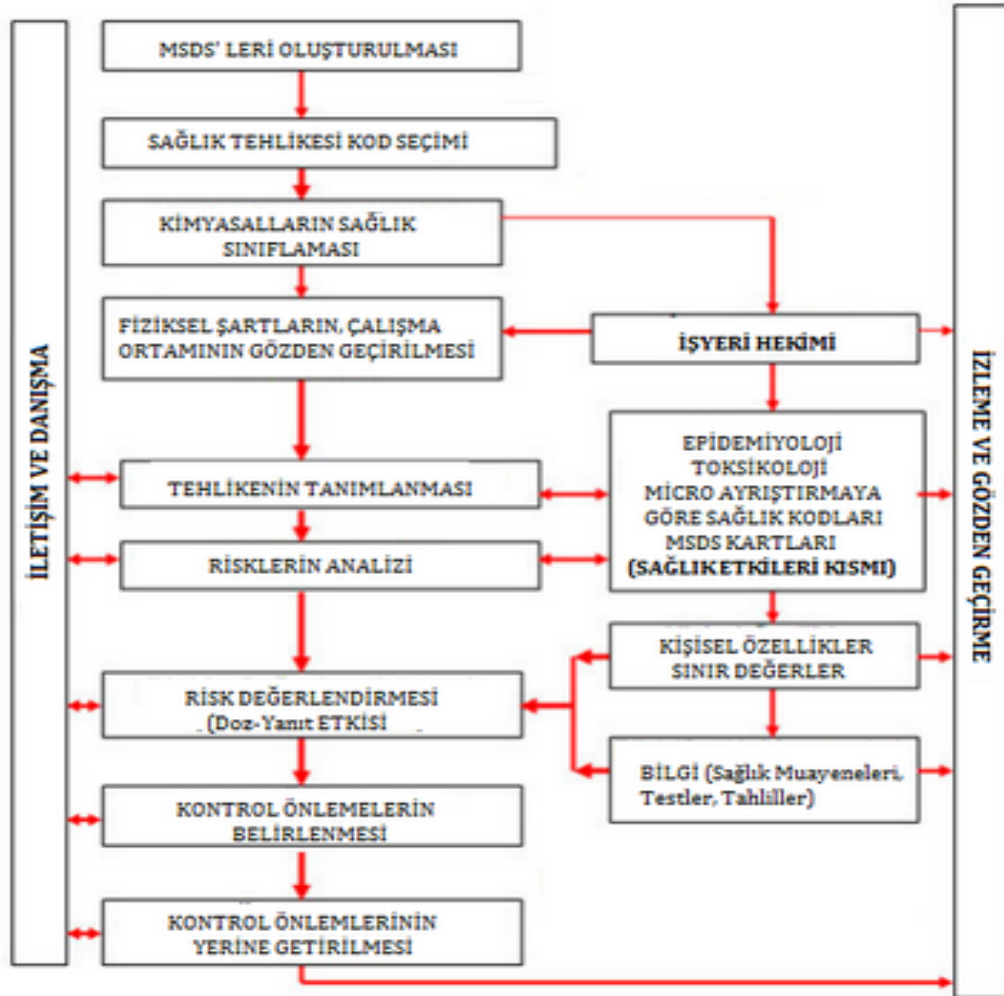 İLETİŞİM VE DANIŞMA
MSDS' LERİ OLUŞTURULMASI
SAĞLIK TEHLİKESİ KOD SEÇİMİ
KİMYASALLARIN SAĞLIK
SINIFLAMASI
FİZİKSEL ŞARTLARIN, ÇALIŞMA
ORTAMININ GÖZDEN GEÇİRİLMESİ
TEHLİKENİN TANIMLANMASI
RİSKLERİN ANALİZİ
RİSK DEĞERLENDİRMESİ
(Doz-Yanıt ETKİSİ
KONTROL ÖNLEMELERİN
BELİRLENMESİ
KONTROL ÖNLEMLERİNİN
YERİNE GETİRİLMESİ
İŞYERİ HEKİMİ
EPİDEMİYOLOJİ
TOKSİKOLOJİ
MİCRO AYRIŞTIRMAYA
GÖRE SAĞLIK KODLARI
MSDS KARTLARI
(SAĞLIK ETKİLERİ KISMI)
KİŞİSEL ÖZELLİKLER
SINIR DEĞERLER
BİLGİ (Sağlık Muayeneleri,
Testler, Tahliller)
İZLEME VE GÖZDEN GEÇİRME